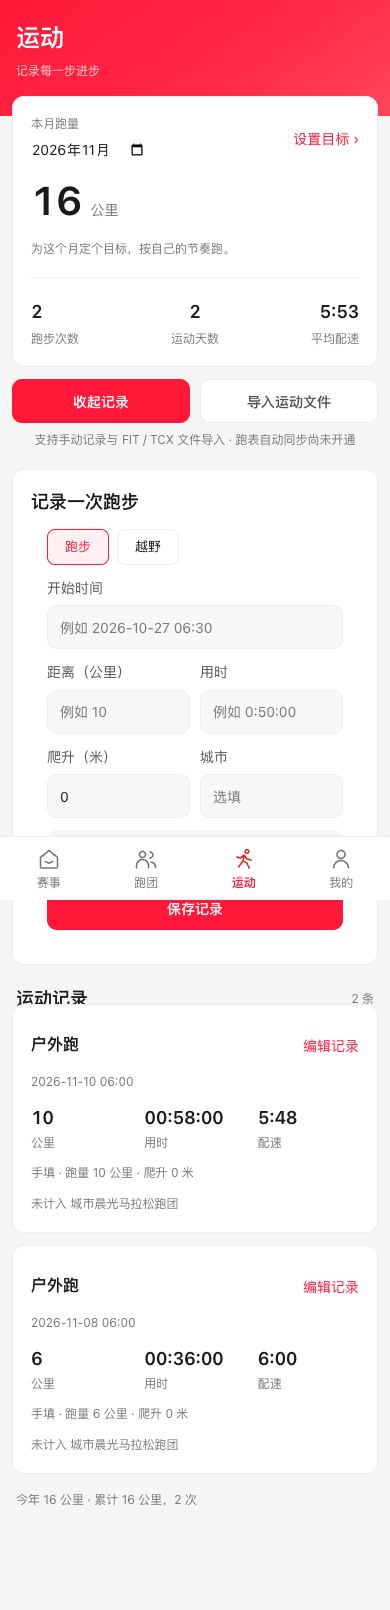 运动
记录每一步进步
本月跑量
2026年11月
设置目标 ›
16 公里
为这个月定个目标，按自己的节奏跑。
2 2 5:53
跑步次数 运动天数 平均配速
收起记录 导入运动文件
支持手动记录与 FIT / TCX 文件导入 · 跑表自动同步尚未开通
记录一次跑步
跑步 越野
开始时间
例如 2026-10-27 06:30
距离（公里） 用时
例如 10 例如 0:50:00
爬升（米） 城市
0 选填
赛事 跑团 运动 我的
保存记录
运动记录 2 条
户外跑 编辑记录
2026-11-10 06:00
10 00:58:00 5:48
公里 用时 配速
手填 · 跑量 10 公里 · 爬升 0 米
未计入 城市晨光马拉松跑团
户外跑 编辑记录
2026-11-08 06:00
6 00:36:00 6:00
公里 用时 配速
手填 · 跑量 6 公里 · 爬升 0 米
未计入 城市晨光马拉松跑团
今年 16 公里 · 累计 16 公里，2 次